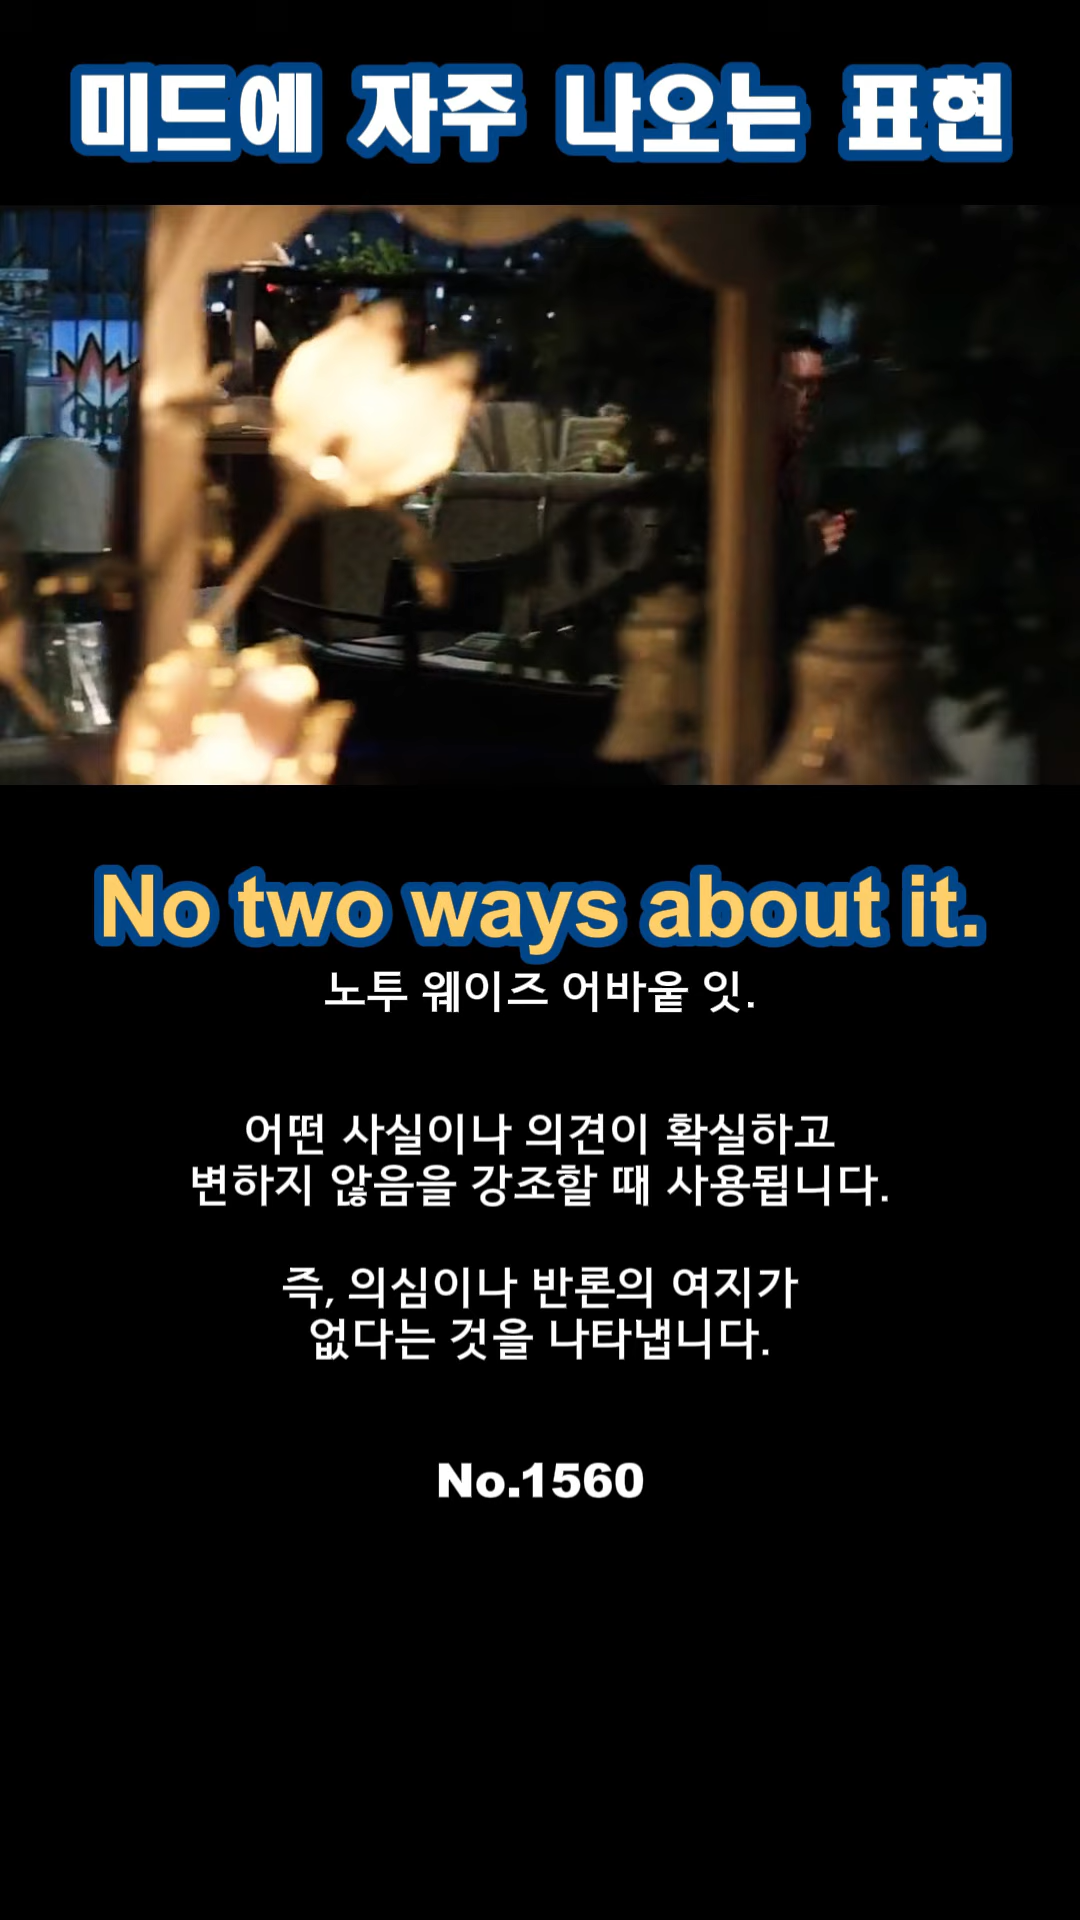 미드에 자주 나오는 표현
No two ways about it.
노투 웨이즈 어바웉 잇.
어떤 사실이나 의견이 확실하고
변하지 않음을 강조할 때 사용됩니다.
즉, 의심이나 반론의 여지가
없다는 것을 나타냅니다.
No.1560